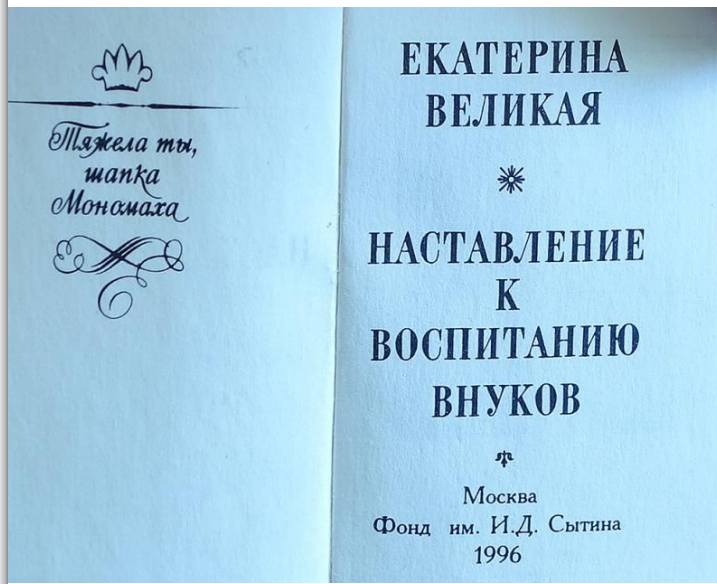 Тяжела ты,
шапка
Мономаха
ЕКАТЕРИНА
ВЕЛИКАЯ
НАСТАВЛЕНИЕ
К
ВОСПИТАНИЮ
ВНУКОВ
Москва
Фонд им. И.Д. Сытина
1996